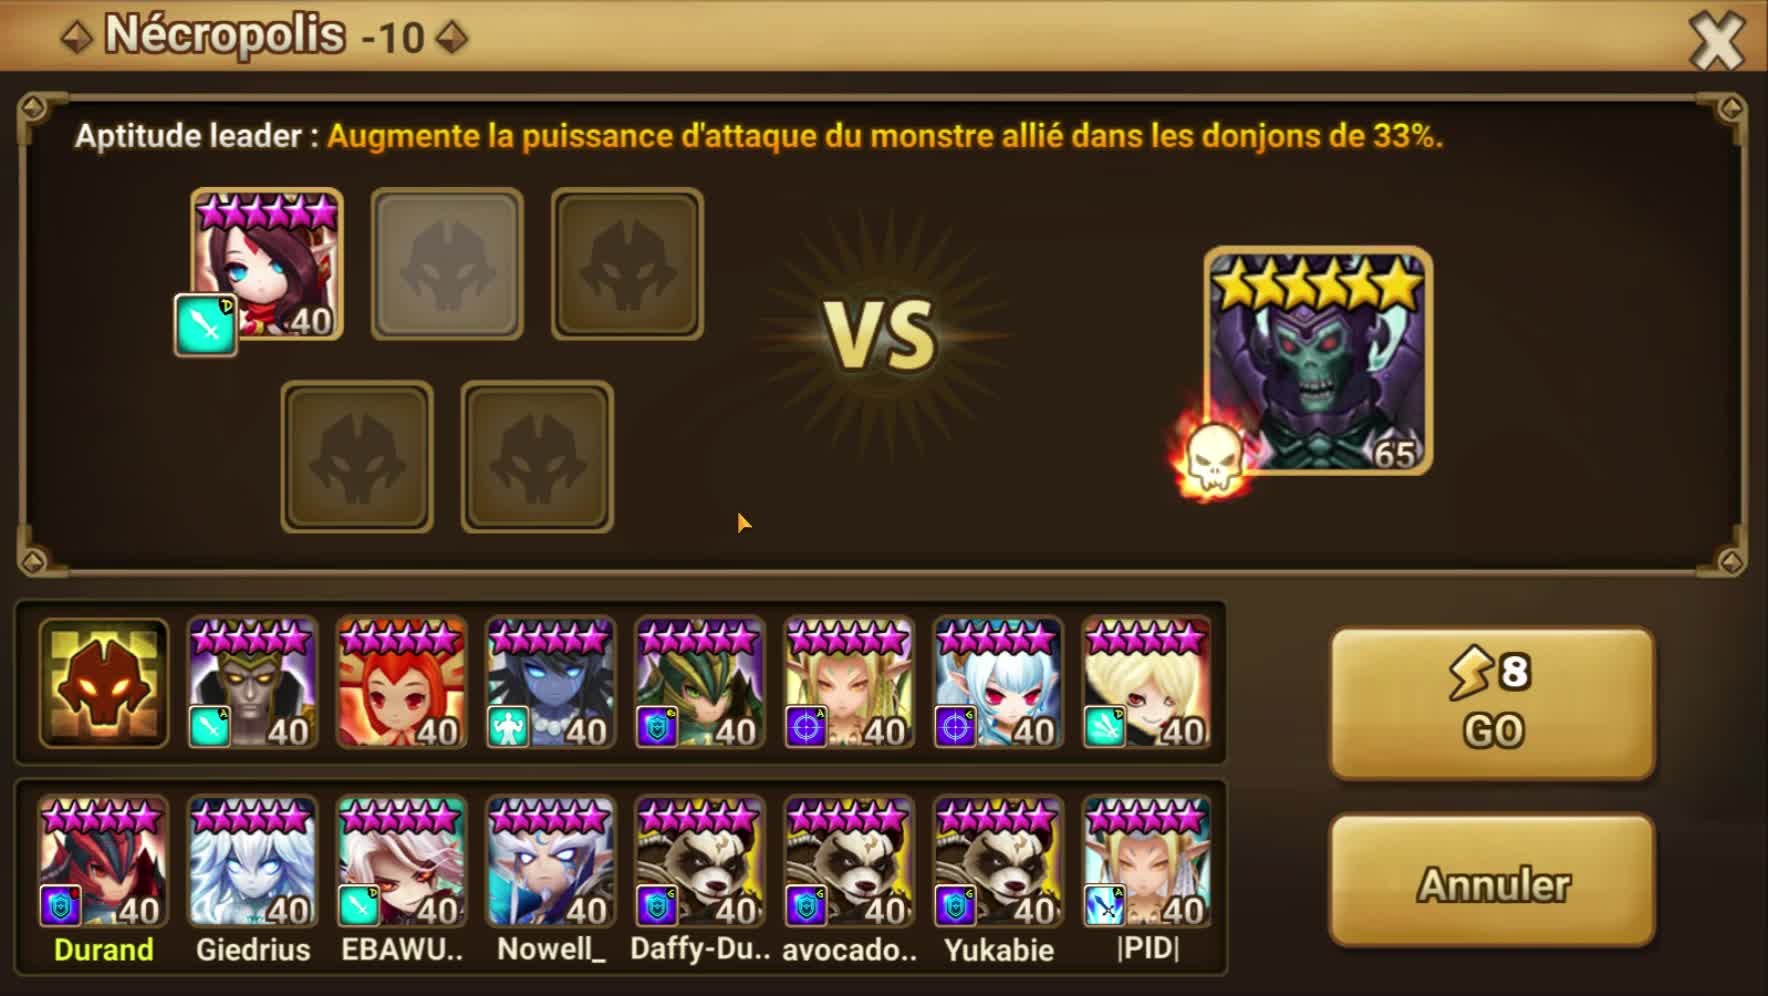 Nécropolis -10
Aptitude leader : Augmente la puissance d'attaque du monstre allié dans les donjons de 33%.
D
40
VS
65
A
40
40
40
40
A
40
G
40
D
40
8
GO
40
40
D
40
40
G
40
G
40
G
40
A
40
Durand
Giedrius
EBAWU..
Nowell_
Daffy-Du..
avocado..
Yukabie
|PID|
Annuler